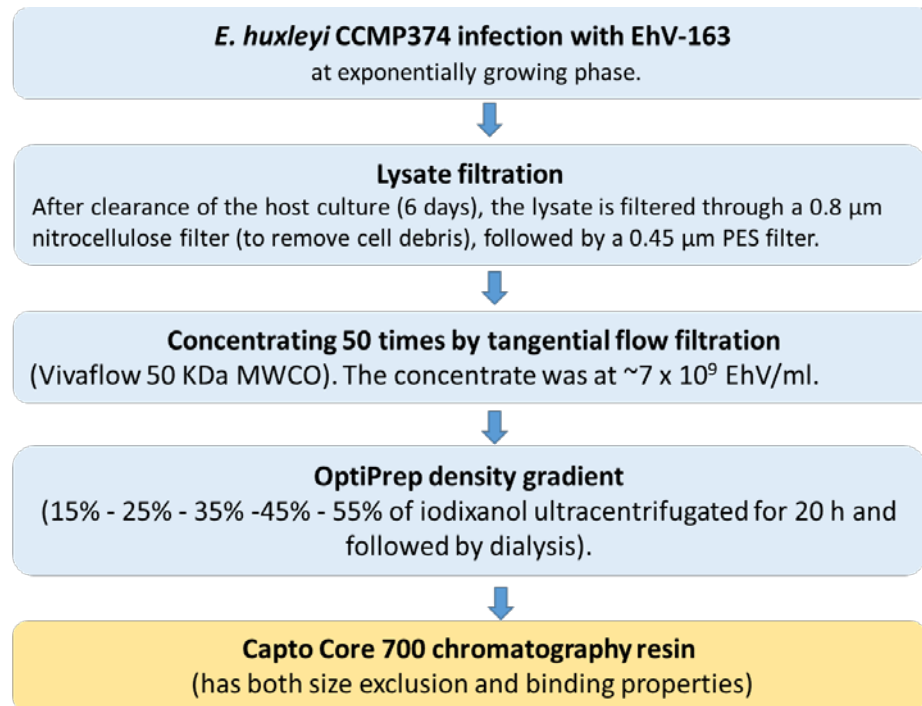 E. huxleyi CCMP374 infection with EhV-163
at exponentially growing phase.
Lysate filtration
After clearance of the host culture (6 days), the lysate is filtered through a 0.8 µm
nitrocellulose filter (to remove cell debris), followed by a 0.45 µm PES filter.
Concentrating 50 times by tangential flow filtration
(Vivaflow 50 KDa MWCO). The concentrate was at ~7 x 10⁹ EhV/ml.
OptiPrep density gradient
(15% - 25% - 35% -45% - 55% of iodixanol ultracentrifugated for 20 h and
followed by dialysis).
Capto Core 700 chromatography resin
(has both size exclusion and binding properties)